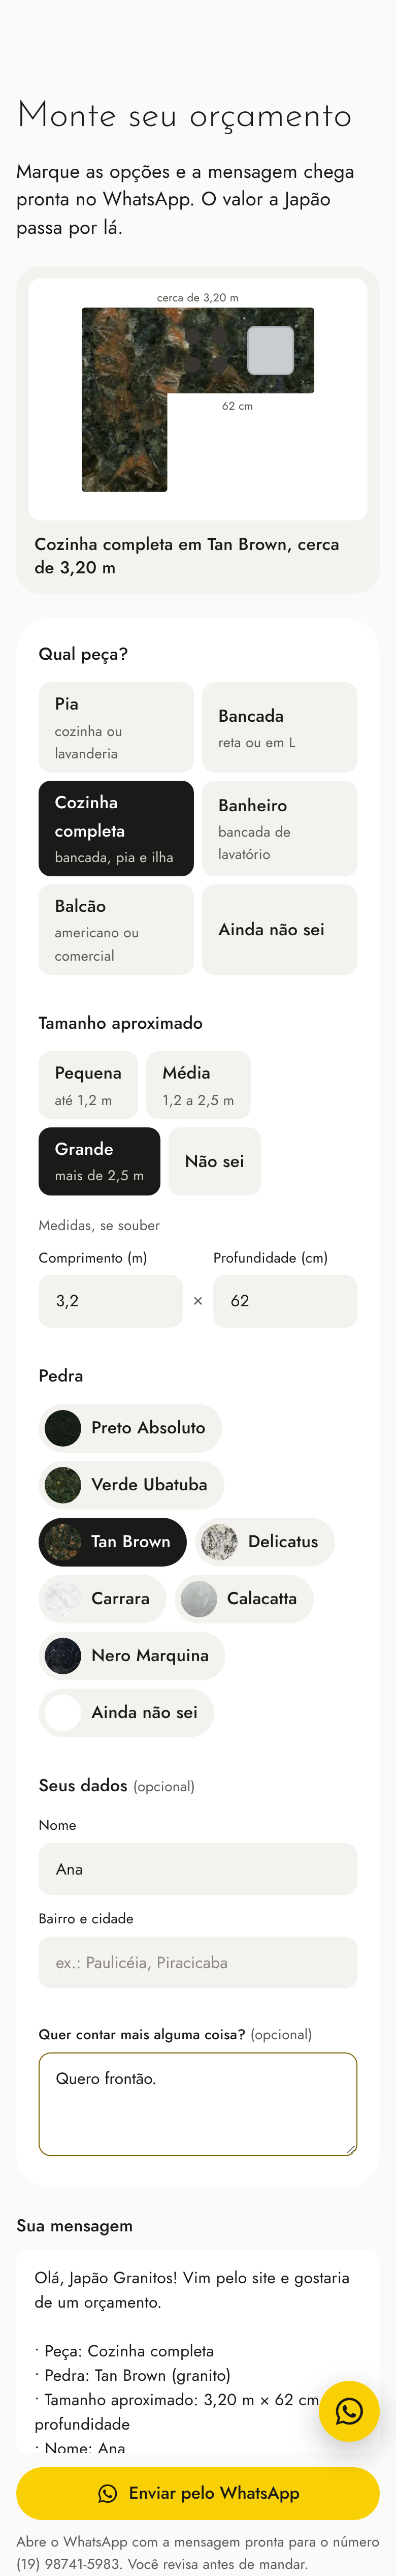 Monte seu orçamento
Marque as opções e a mensagem chega
pronta no WhatsApp. O valor a Japão
passa por lá.
cerca de 3,20 m
62 cm
Cozinha completa em Tan Brown, cerca
de 3,20 m
Qual peça?
Pia
cozinha ou
lavanderia
Bancada
reta ou em L
Cozinha
completa
bancada, pia e ilha
Banheiro
bancada de
lavatório
Balcão
americano ou
comercial
Ainda não sei
Tamanho aproximado
Pequena
até 1,2 m
Média
1,2 a 2,5 m
Grande
mais de 2,5 m
Não sei
Medidas, se souber
Comprimento (m)
Profundidade (cm)
3,2
×
62
Pedra
Preto Absoluto
Verde Ubatuba
Tan Brown
Delicatus
Carrara
Calacatta
Nero Marquina
Ainda não sei
Seus dados (opcional)
Nome
Ana
Bairro e cidade
ex.: Paulicéia, Piracicaba
Quer contar mais alguma coisa? (opcional)
Quero frontão.
Sua mensagem
Olá, Japão Granitos! Vim pelo site e gostaria
de um orçamento.
· Peça: Cozinha completa
· Pedra: Tan Brown (granito)
· Tamanho aproximado: 3,20 m × 62 cm
profundidade
· Nome: Ana
Enviar pelo WhatsApp
Abre o WhatsApp com a mensagem pronta para o número
(19) 98741-5983. Você revisa antes de mandar.